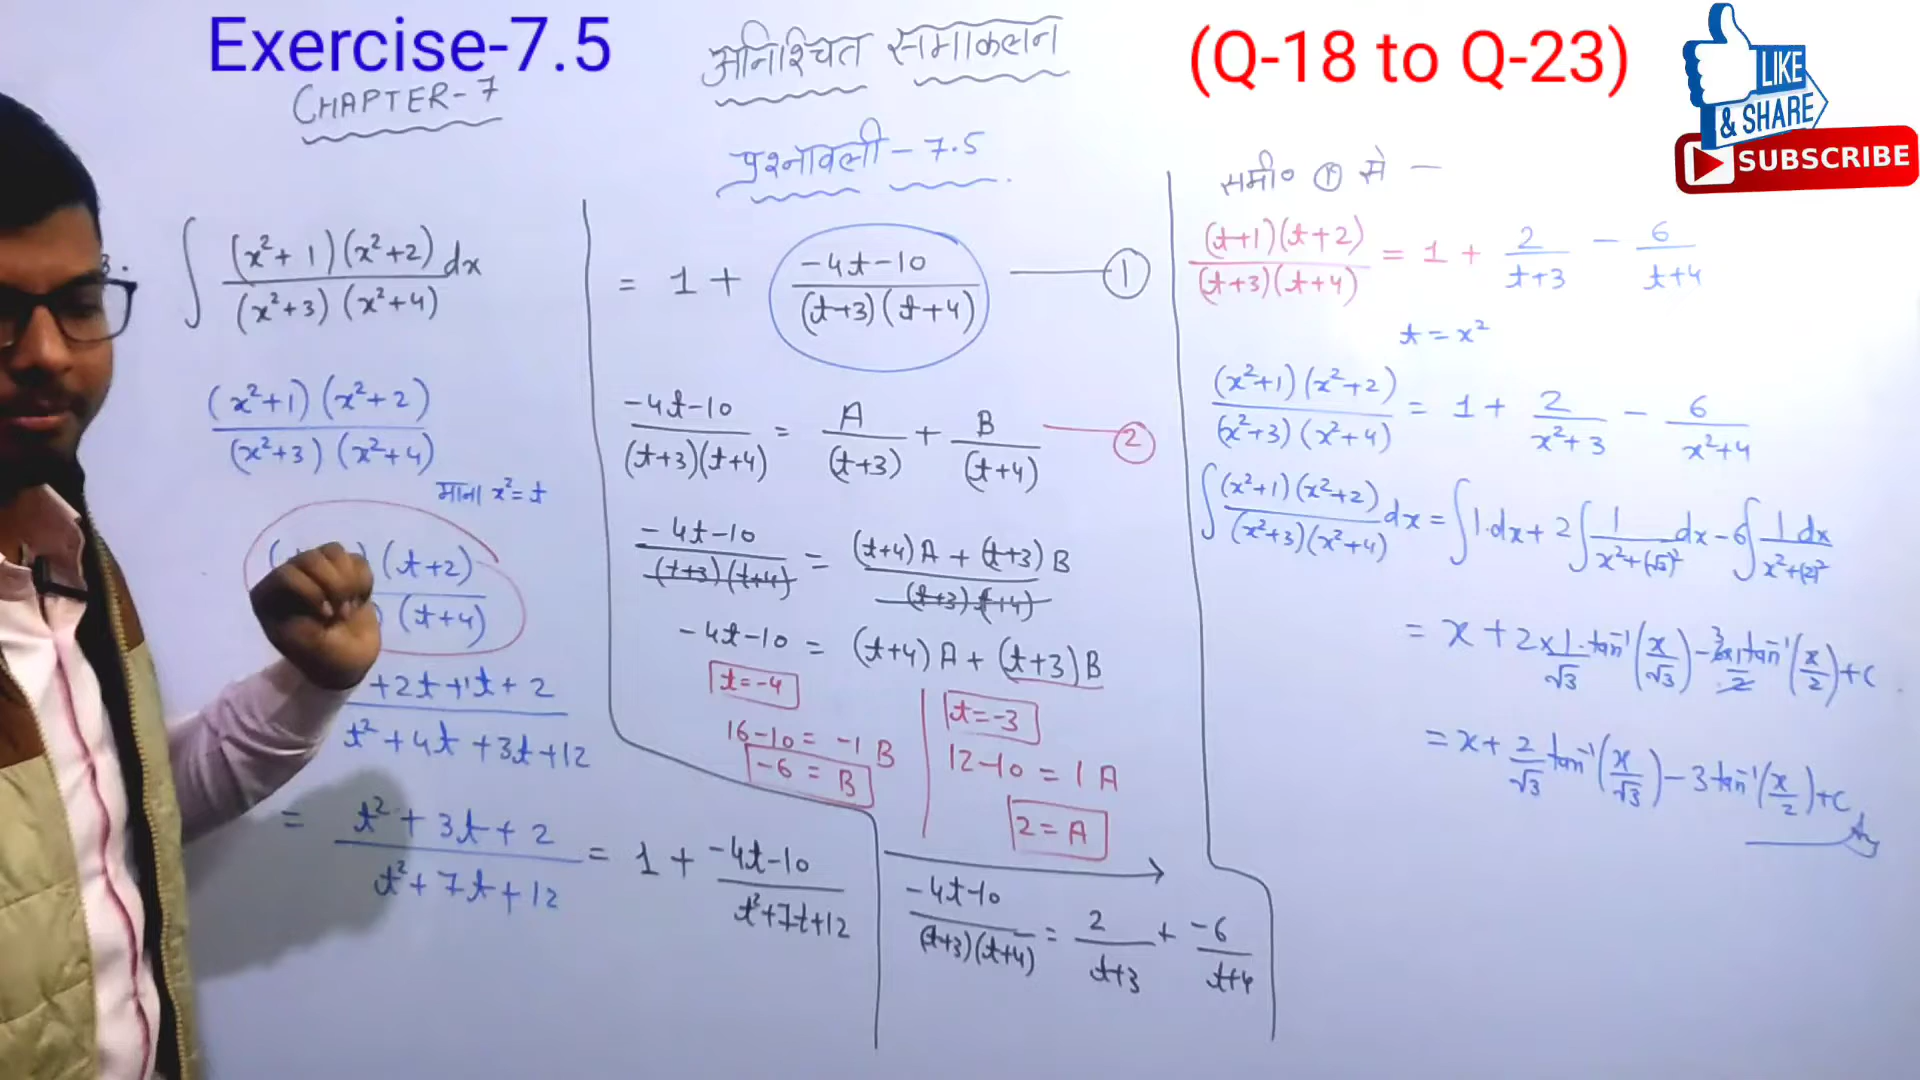 Exercise-7.5
CHAPTER-7
अनिश्चित समाकलन
प्रश्नावली - 7.5
(Q-18 to Q-23)
LIKE
& SHARE
SUBSCRIBE
∫ (x²+1)(x²+2) dx / (x²+3)(x²+4)
(x²+1)(x²+2) / (x²+3)(x²+4)
माना x²=t
(t+2) / (t+4)
+2t+1t+2 / t²+4t+3t+12
= t²+3t+2 / t²+7t+12 = 1 + -4t-10 / t²+7t+12
= 1 + -4t-10 / (t+3)(t+4) — ①
-4t-10 / (t+3)(t+4) = A / (t+3) + B / (t+4) — ②
-4t-10 / (t+3)(t+4) = (t+4)A + (t+3)B / (t+3)(t+4)
-4t-10 = (t+4)A + (t+3)B
t=-4
16-10 = -1 B
-6 = B
t=-3
12-10 = 1 A
2 = A
-4t-10 / (t+3)(t+4) = 2 / t+3 + -6 / t+4
समी० ① से —
(t+1)(t+2) / (t+3)(t+4) = 1 + 2 / t+3 - 6 / t+4
t = x²
(x²+1)(x²+2) / (x²+3)(x²+4) = 1 + 2 / x²+3 - 6 / x²+4
∫ (x²+1)(x²+2) / (x²+3)(x²+4) dx = ∫1.dx + 2∫ 1 / x²+(√3)² dx - 6∫ 1 dx / x²+(2)²
= x + 2×1/√3 . tan⁻¹(x/√3) - 3 6×1/2 tan⁻¹(x/2) + c
= x + 2/√3 tan⁻¹(x/√3) - 3 tan⁻¹(x/2) + c